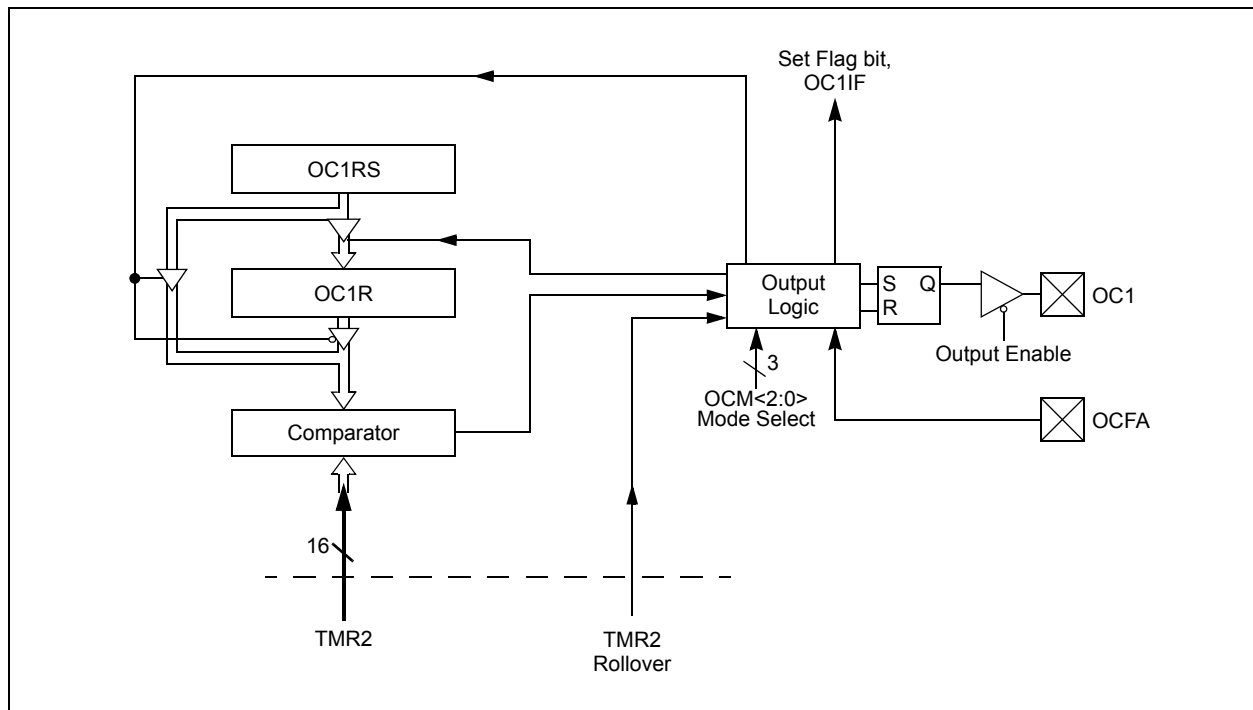 Set Flag bit,
OC1IF
OC1RS
OC1R
Output
Logic
S Q
R
OC1
Output Enable
3
OCM<2:0>
Mode Select
OCFA
Comparator
16
TMR2
TMR2
Rollover